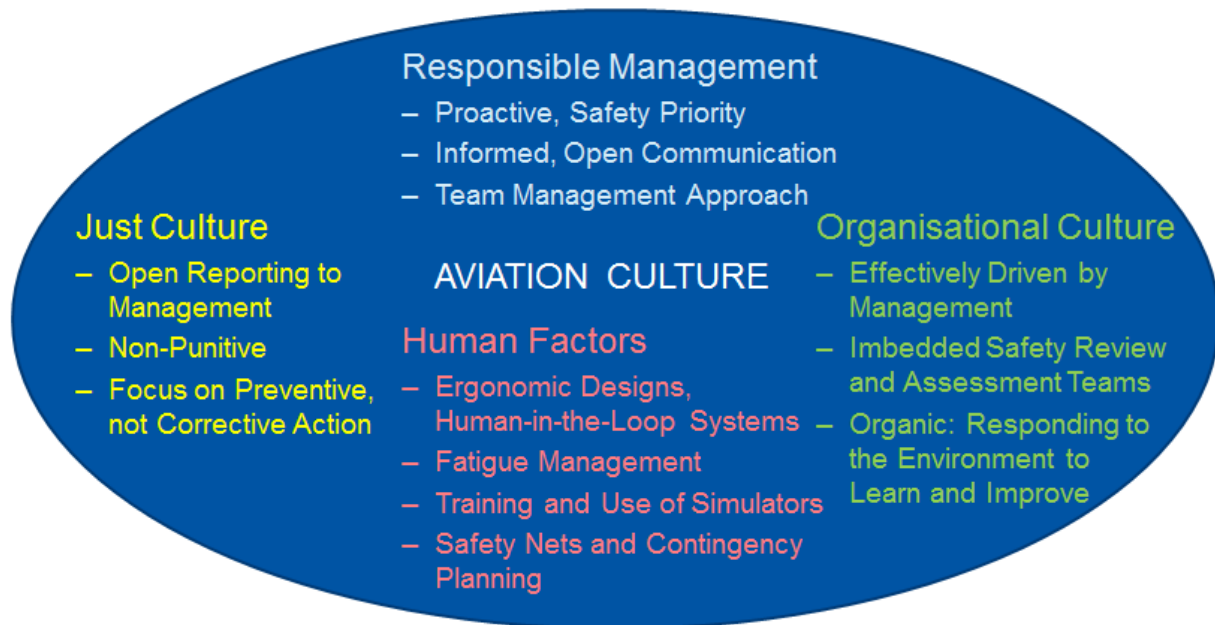 Responsible Management
– Proactive, Safety Priority
– Informed, Open Communication
– Team Management Approach
Just Culture
– Open Reporting to
Management
– Non-Punitive
– Focus on Preventive,
not Corrective Action
AVIATION CULTURE
Human Factors
– Ergonomic Designs,
Human-in-the-Loop Systems
– Fatigue Management
– Training and Use of Simulators
– Safety Nets and Contingency
Planning
Organisational Culture
– Effectively Driven by
Management
– Imbedded Safety Review
and Assessment Teams
– Organic: Responding to
the Environment to
Learn and Improve